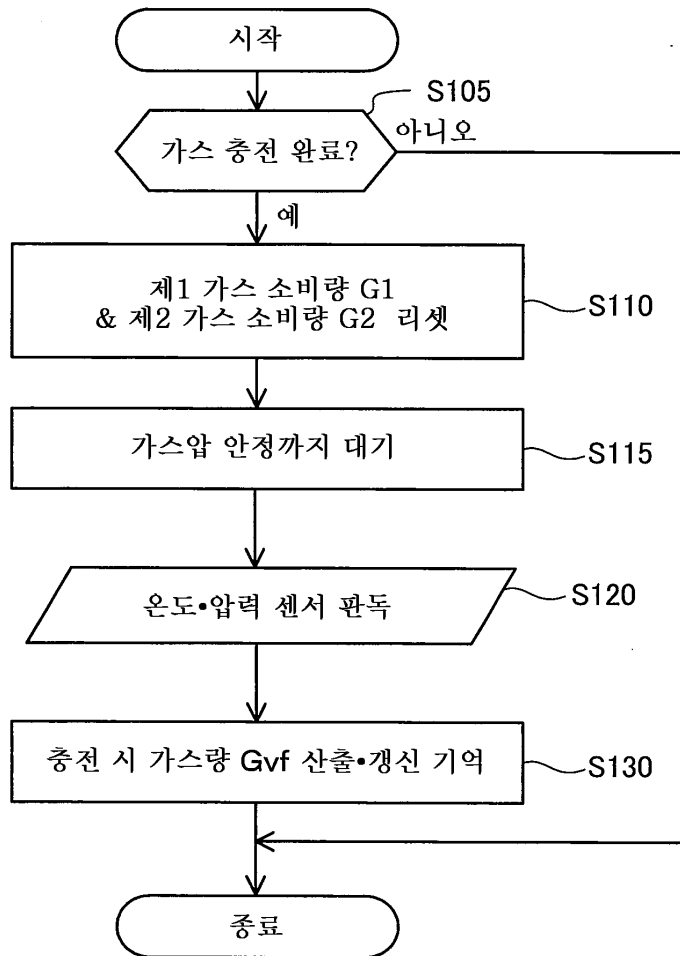 시작
S105
가스 충전 완료?
아니오
예
제1 가스 소비량 G1
& 제2 가스 소비량 G2 리셋
S110
가스압 안정까지 대기
S115
온도•압력 센서 판독
S120
충전 시 가스량 Gvf 산출•갱신 기억
S130
종료